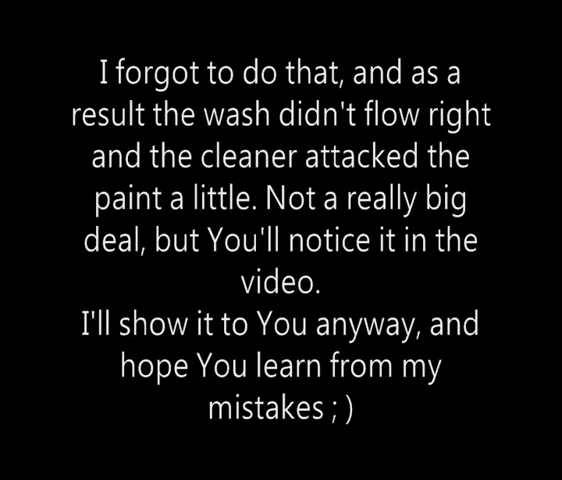 I forgot to do that, and as a
result the wash didn't flow right
and the cleaner attacked the
paint a little. Not a really big
deal, but You'll notice it in the
video.
I'll show it to You anyway, and
hope You learn from my
mistakes ; )